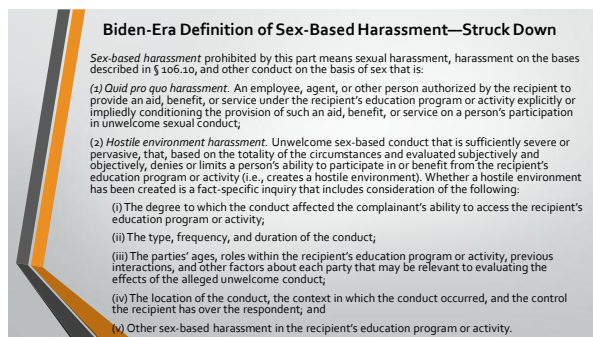 Biden-Era Definition of Sex-Based Harassment—Struck Down
Sex-based harassment prohibited by this part means sexual harassment, harassment on the bases
described in § 106.10, and other conduct on the basis of sex that is:
(1) Quid pro quo harassment. An employee, agent, or other person authorized by the recipient to
provide an aid, benefit, or service under the recipient's education program or activity explicitly or
impliedly conditioning the provision of such an aid, benefit, or service on a person's participation
in unwelcome sexual conduct;
(2) Hostile environment harassment. Unwelcome sex-based conduct that is sufficiently severe or
pervasive, that, based on the totality of the circumstances and evaluated subjectively and
objectively, denies or limits a person's ability to participate in or benefit from the recipient's
education program or activity (i.e., creates a hostile environment). Whether a hostile environment
has been created is a fact-specific inquiry that includes consideration of the following:
(i) The degree to which the conduct affected the complainant's ability to access the recipient's
education program or activity;
(ii) The type, frequency, and duration of the conduct;
(iii) The parties' ages, roles within the recipient's education program or activity, previous
interactions, and other factors about each party that may be relevant to evaluating the
effects of the alleged unwelcome conduct;
(iv) The location of the conduct, the context in which the conduct occurred, and the control
the recipient has over the respondent; and
(v) Other sex-based harassment in the recipient's education program or activity.